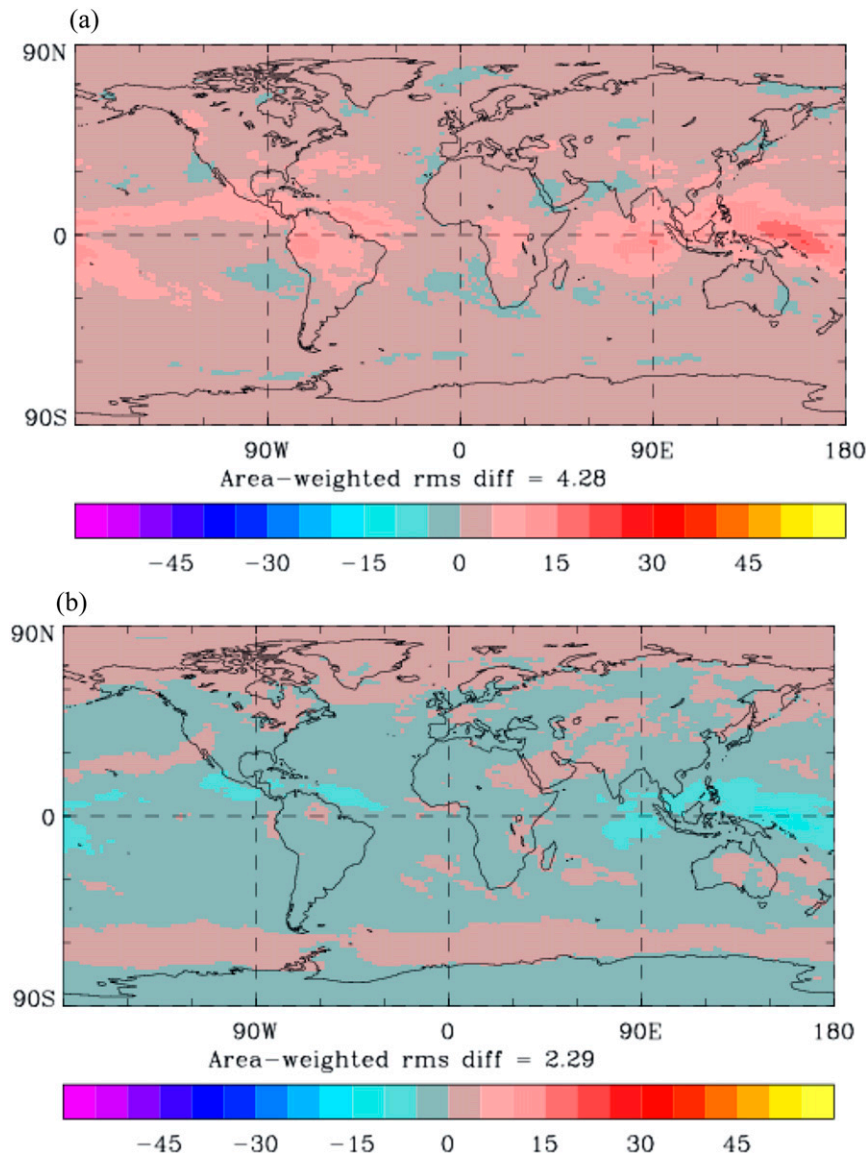 (a)
90N
0
90S
90W 0 90E 180
Area-weighted rms diff = 4.28
-45 -30 -15 0 15 30 45
(b)
90N
0
90S
90W 0 90E 180
Area-weighted rms diff = 2.29
-45 -30 -15 0 15 30 45